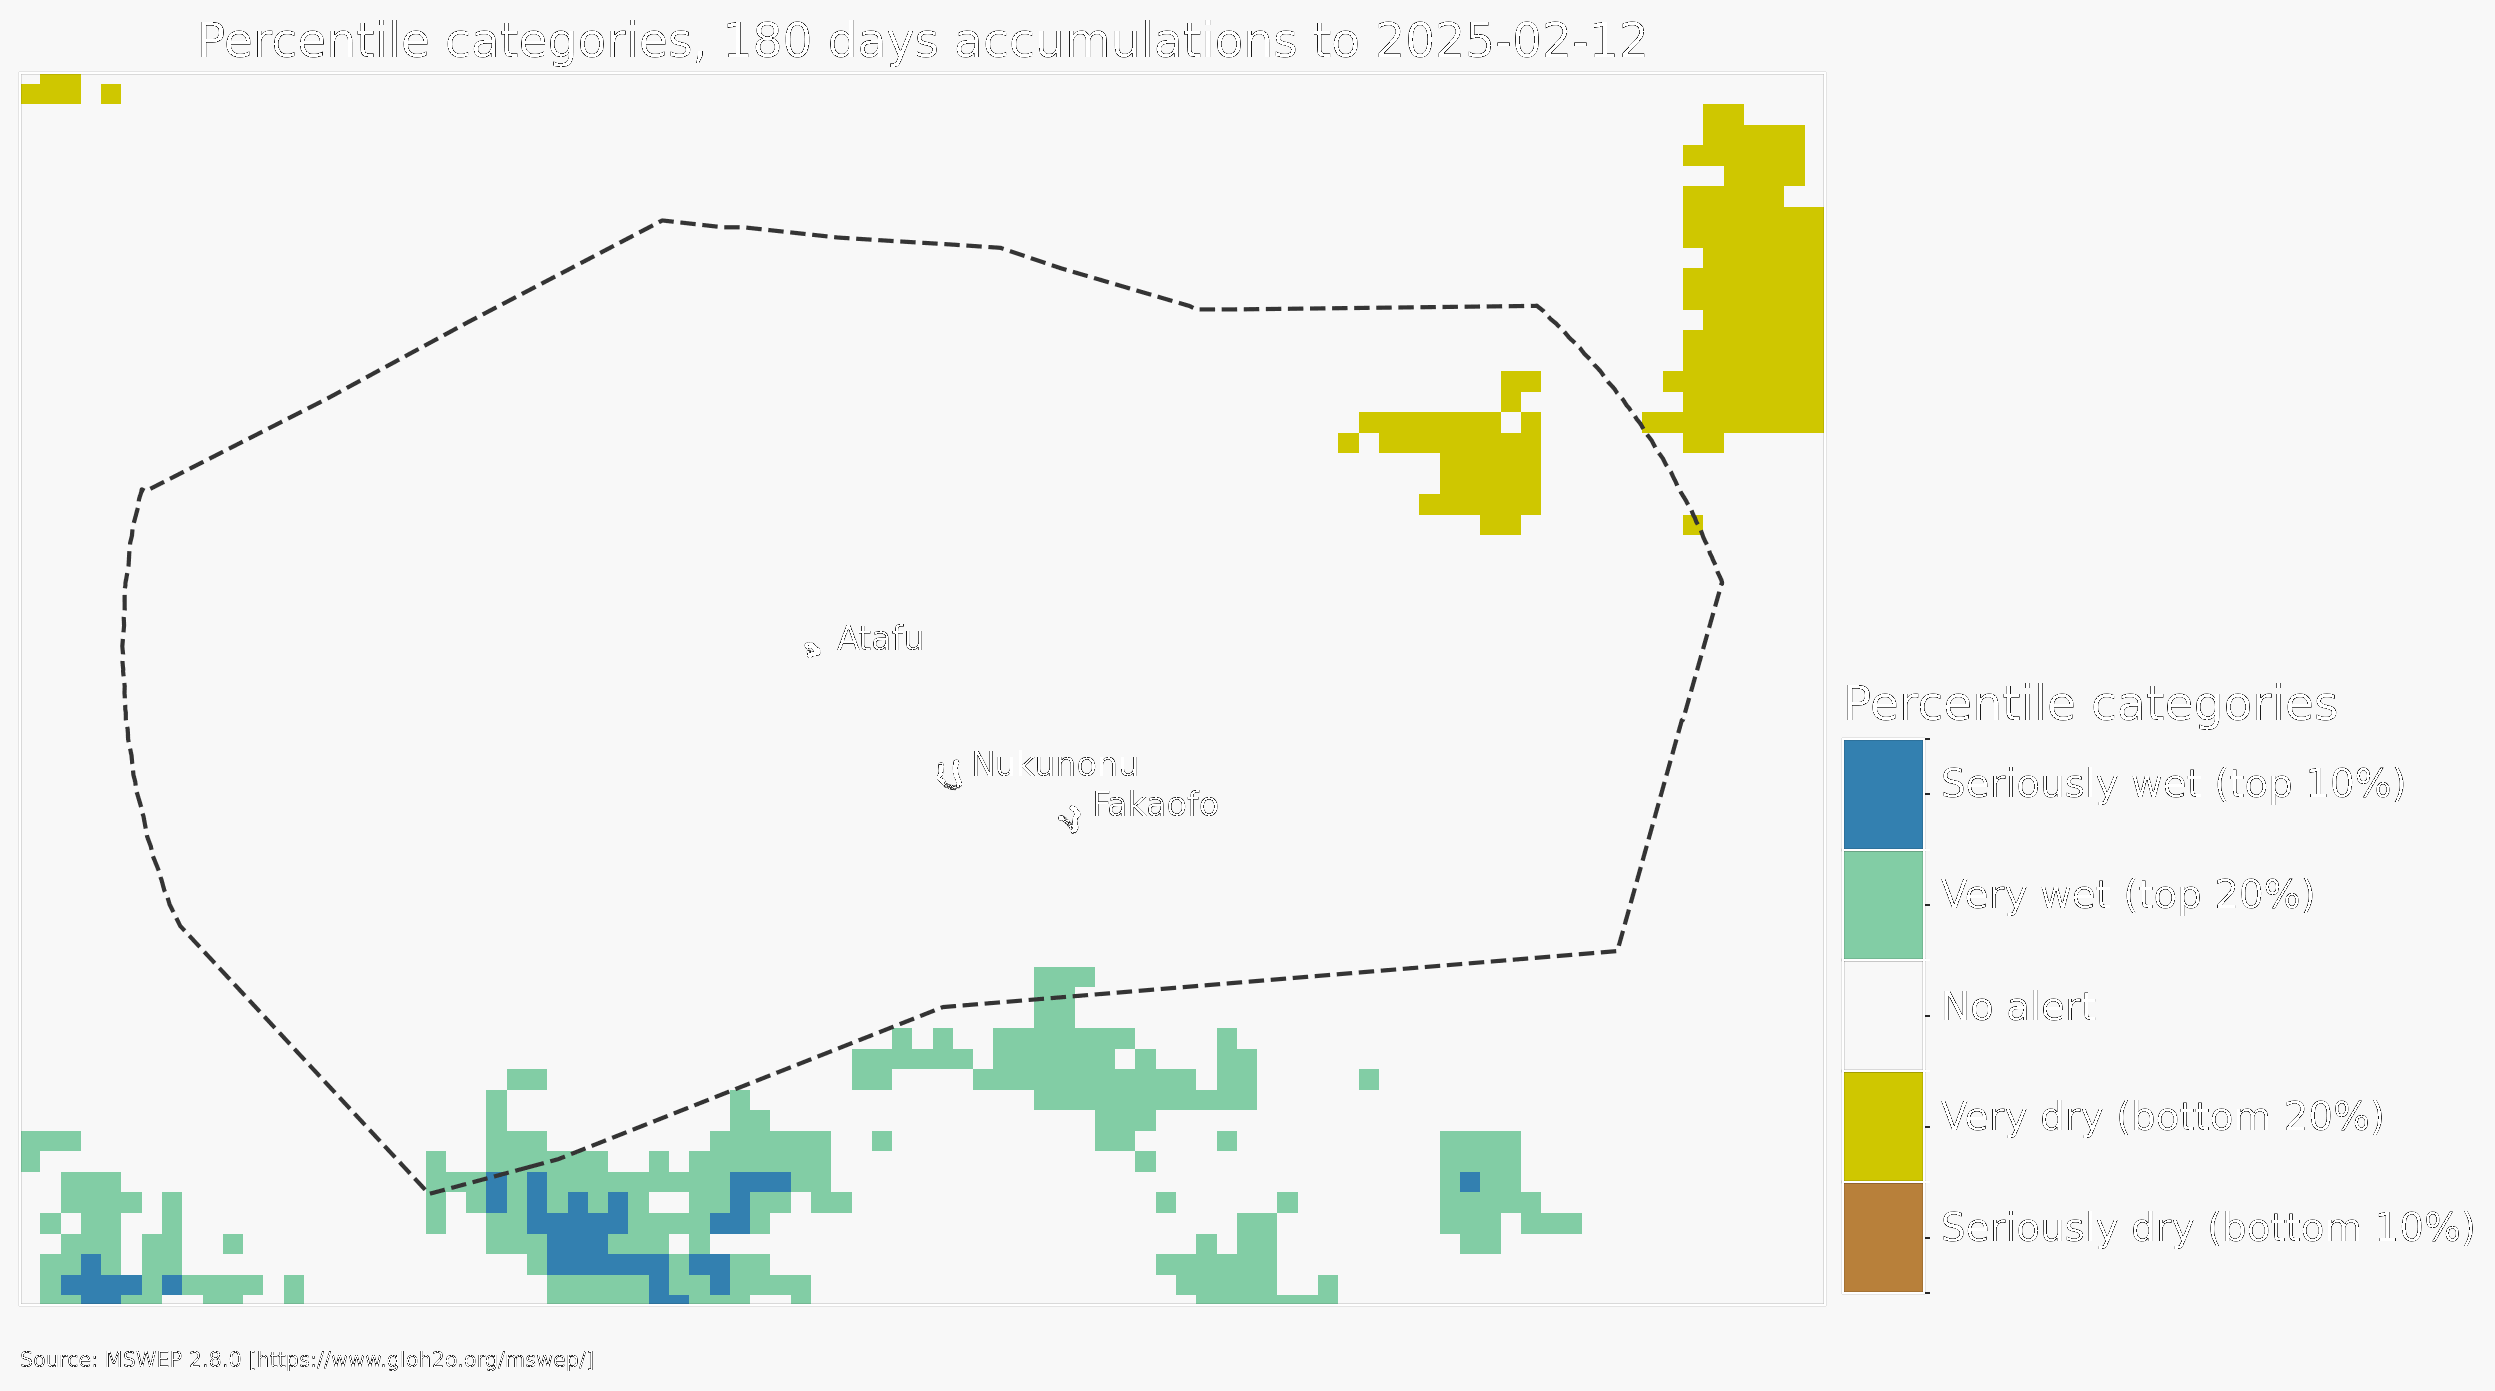 Percentile categories, 180 days accumulations to 2025-02-12
Atafu
Nukunonu
Fakaofo
Percentile categories
Seriously wet (top 10%)
Very wet (top 20%)
No alert
Very dry (bottom 20%)
Seriously dry (bottom 10%)
Source: MSWEP 2.8.0 [https://www.gloh2o.org/mswep/]